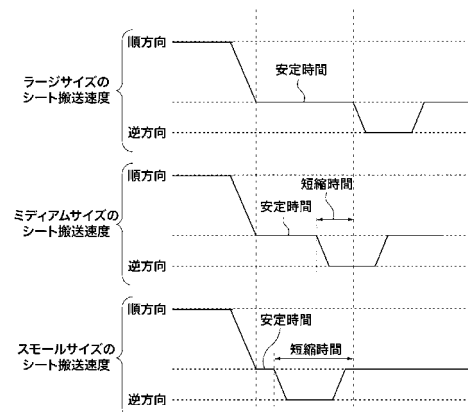 順方向
ラージサイズの
シート搬送速度
安定時間
逆方向
順方向
短縮時間
ミディアムサイズの
シート搬送速度
安定時間
逆方向
順方向
安定時間
スモールサイズの
シート搬送速度
短縮時間
逆方向